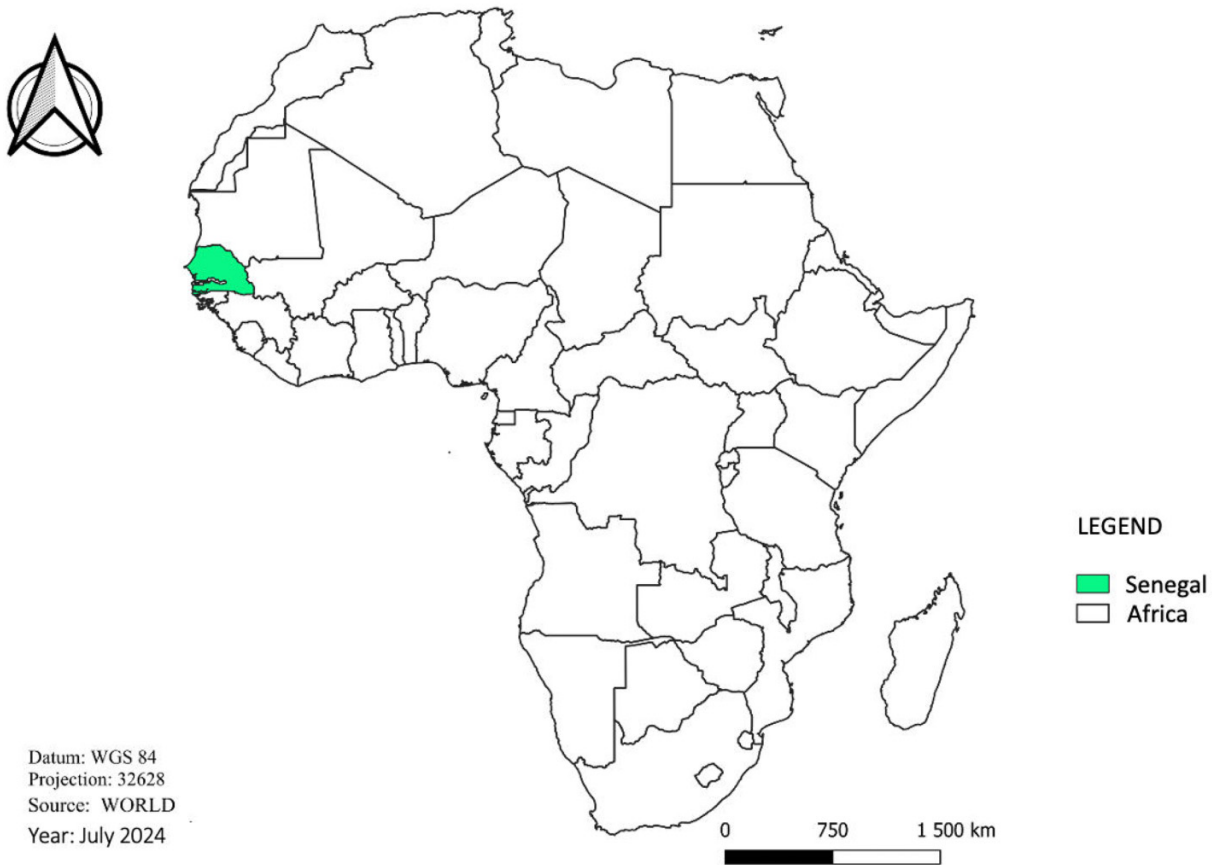 LEGEND
Senegal
Africa
Datum: WGS 84
Projection: 32628
Source: WORLD
Year: July 2024
0 750 1 500 km